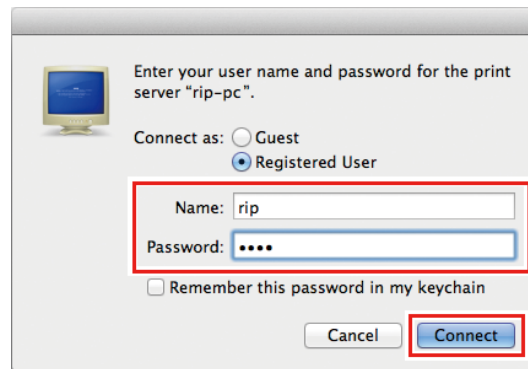 Enter your user name and password for the print
server “rip-pc”.
Connect as: Guest
Registered User
Name: rip
Password: ••••
Remember this password in my keychain
Cancel Connect